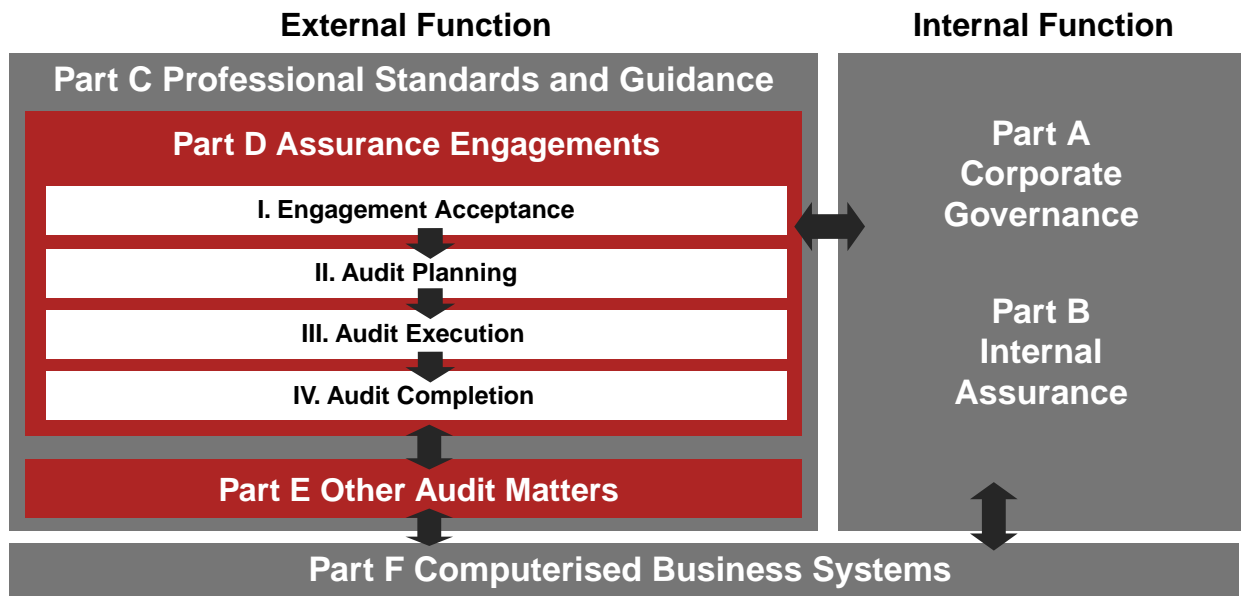 External Function
Internal Function
Part C Professional Standards and Guidance
Part D Assurance Engagements
I. Engagement Acceptance
II. Audit Planning
III. Audit Execution
IV. Audit Completion
Part E Other Audit Matters
Part A
Corporate
Governance
Part B
Internal
Assurance
Part F Computerised Business Systems